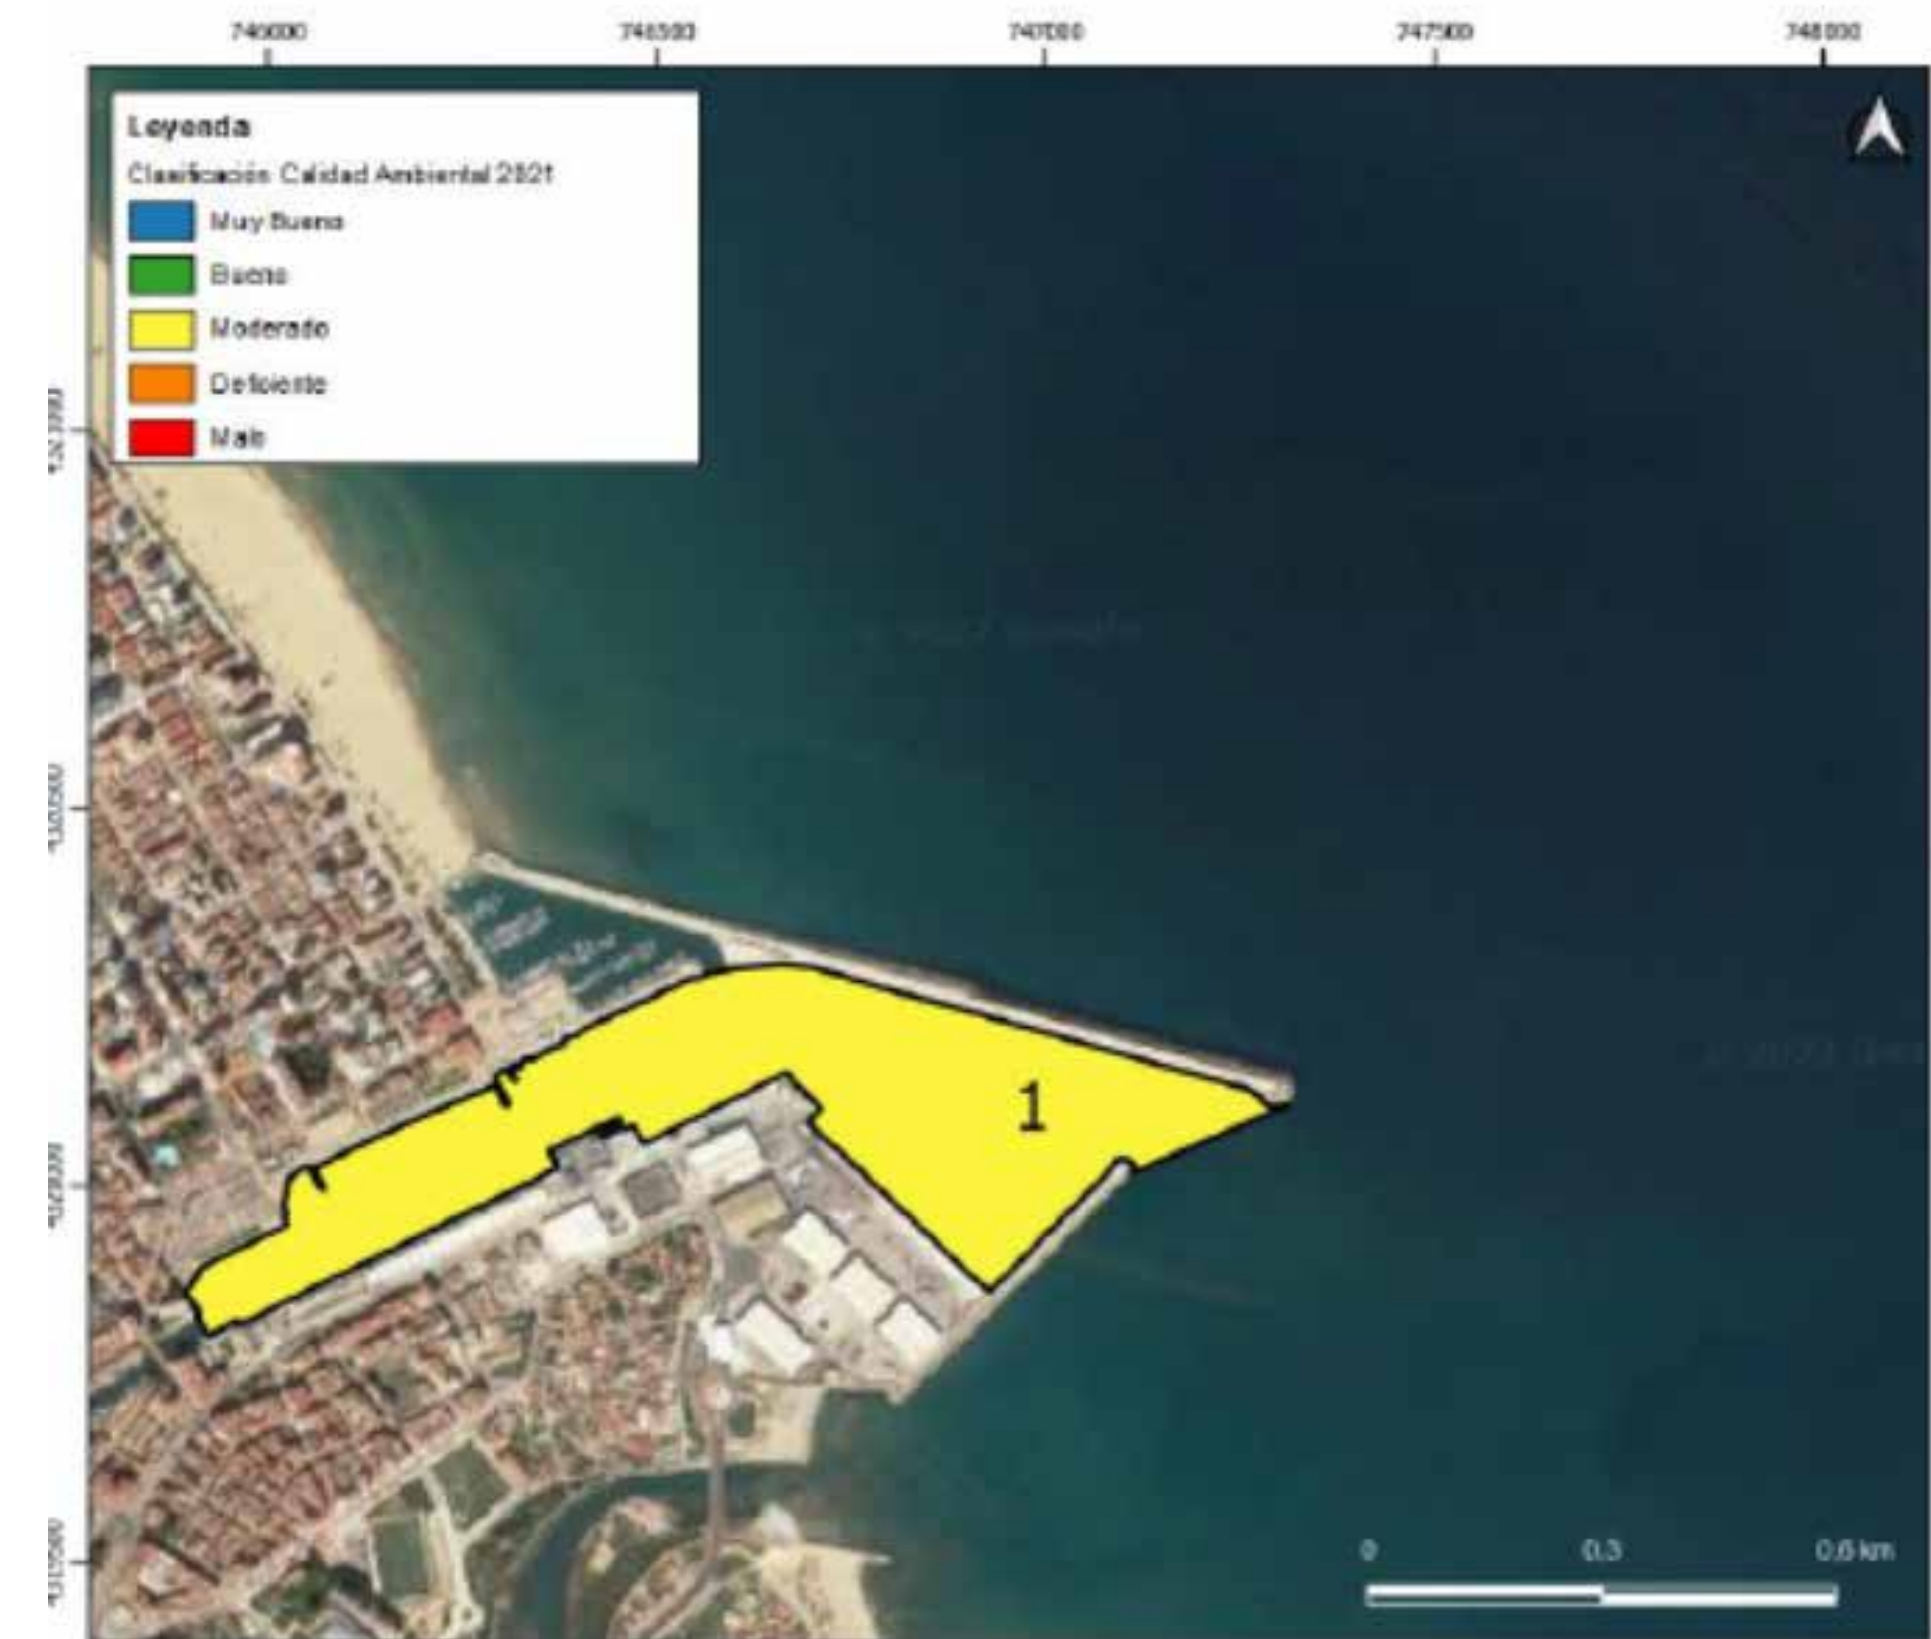 746000 746500 747000 747500 748000
Leyenda
Clasificación Calidad Ambiental 2021
Muy Bueno
Bueno
Moderado
Deficiente
Malo
1
0 0,3 0,6 km